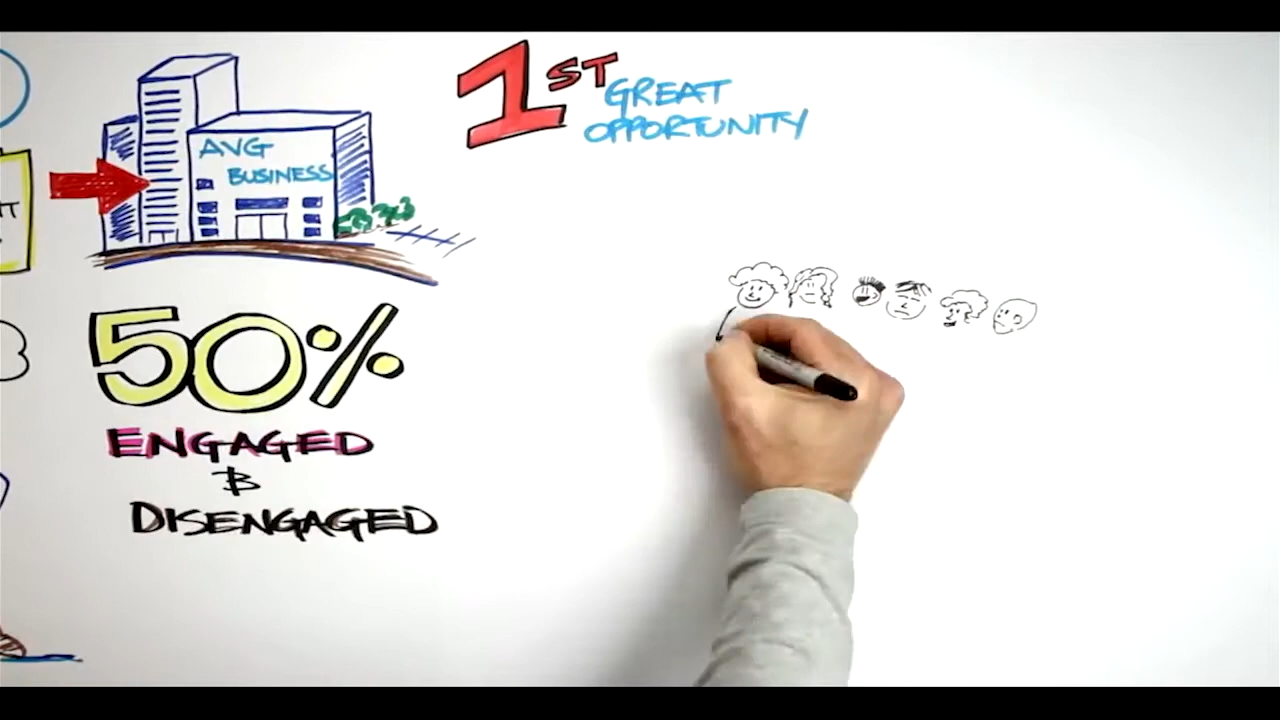 AVG
BUSINESS
1ST
GREAT
OPPORTUNITY
50%
ENGAGED
&
DISENGAGED